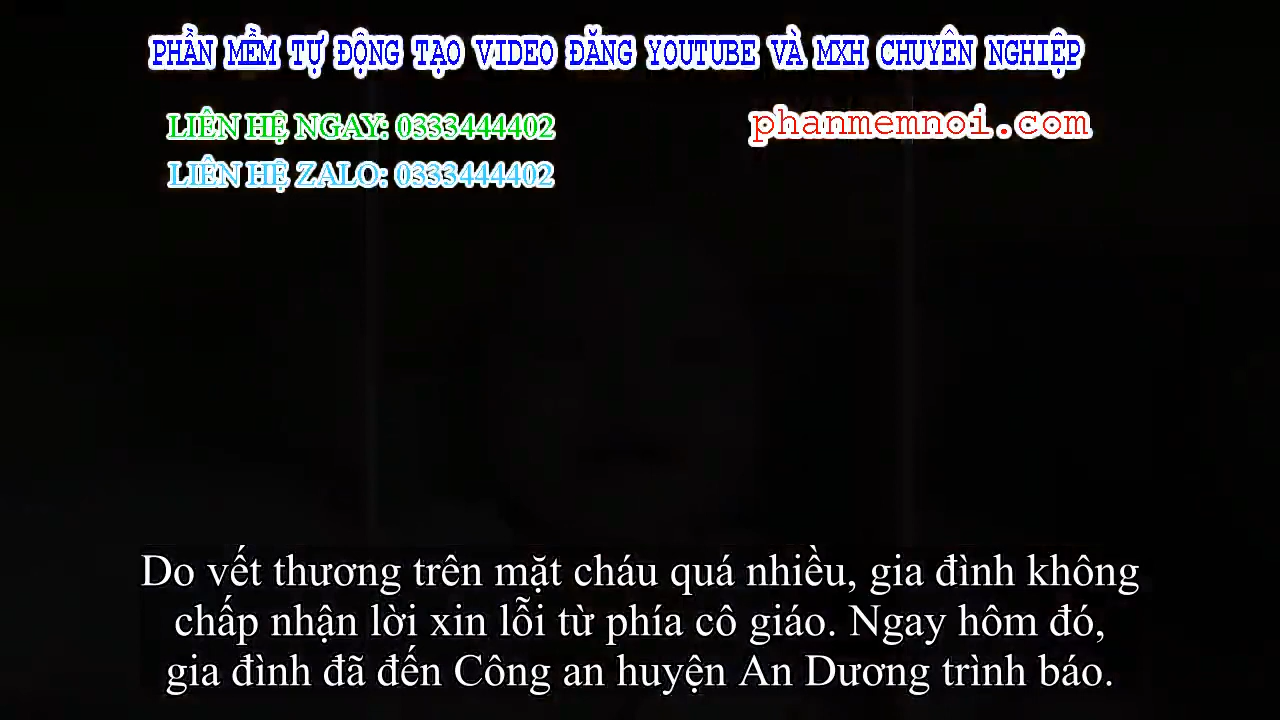 PHẦN MỀM TỰ ĐỘNG TẠO VIDEO ĐĂNG YOUTUBE VÀ MXH CHUYÊN NGHIỆP
LIÊN HỆ NGAY: 0333444402
phanmemnoi.com
LIÊN HỆ ZALO: 0333444402
Do vết thương trên mặt cháu quá nhiều, gia đình không
chấp nhận lời xin lỗi từ phía cô giáo. Ngay hôm đó,
gia đình đã đến Công an huyện An Dương trình báo.